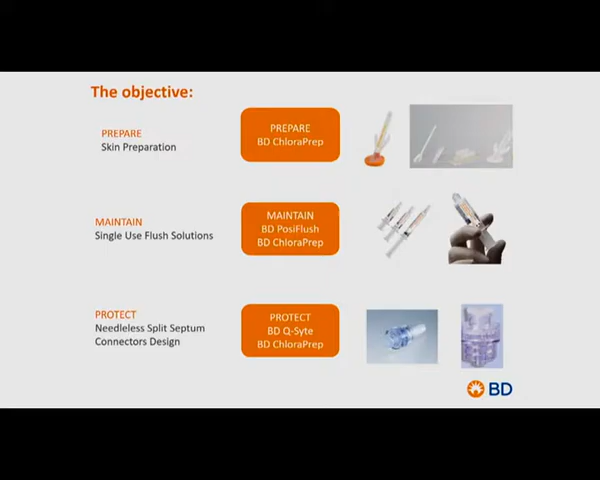 The objective:
PREPARE
Skin Preparation
PREPARE
BD ChloraPrep
MAINTAIN
Single Use Flush Solutions
MAINTAIN
BD PosiFlush
BD ChloraPrep
PROTECT
Needleless Split Septum
Connectors Design
PROTECT
BD Q-Syte
BD ChloraPrep
BD